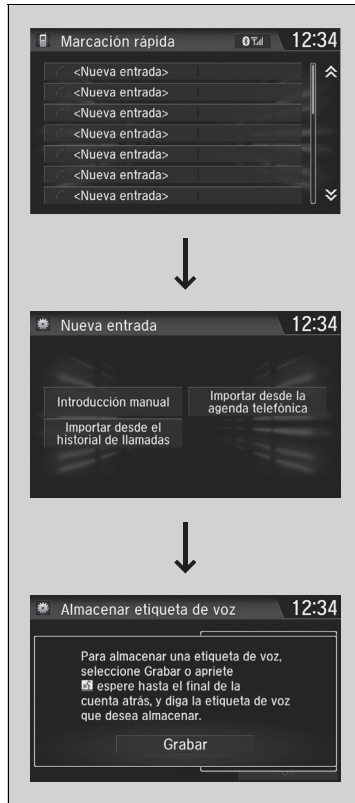 Marcación rápida 12:34
<Nueva entrada>
<Nueva entrada>
<Nueva entrada>
<Nueva entrada>
<Nueva entrada>
<Nueva entrada>
<Nueva entrada>
Nueva entrada 12:34
Introducción manual
Importar desde la
agenda telefónica
Importar desde el
historial de llamadas
Almacenar etiqueta de voz 12:34
Para almacenar una etiqueta de voz,
seleccione Grabar o apriete
espere hasta el final de la
cuenta atrás, y diga la etiqueta de voz
que desea almacenar.
Grabar